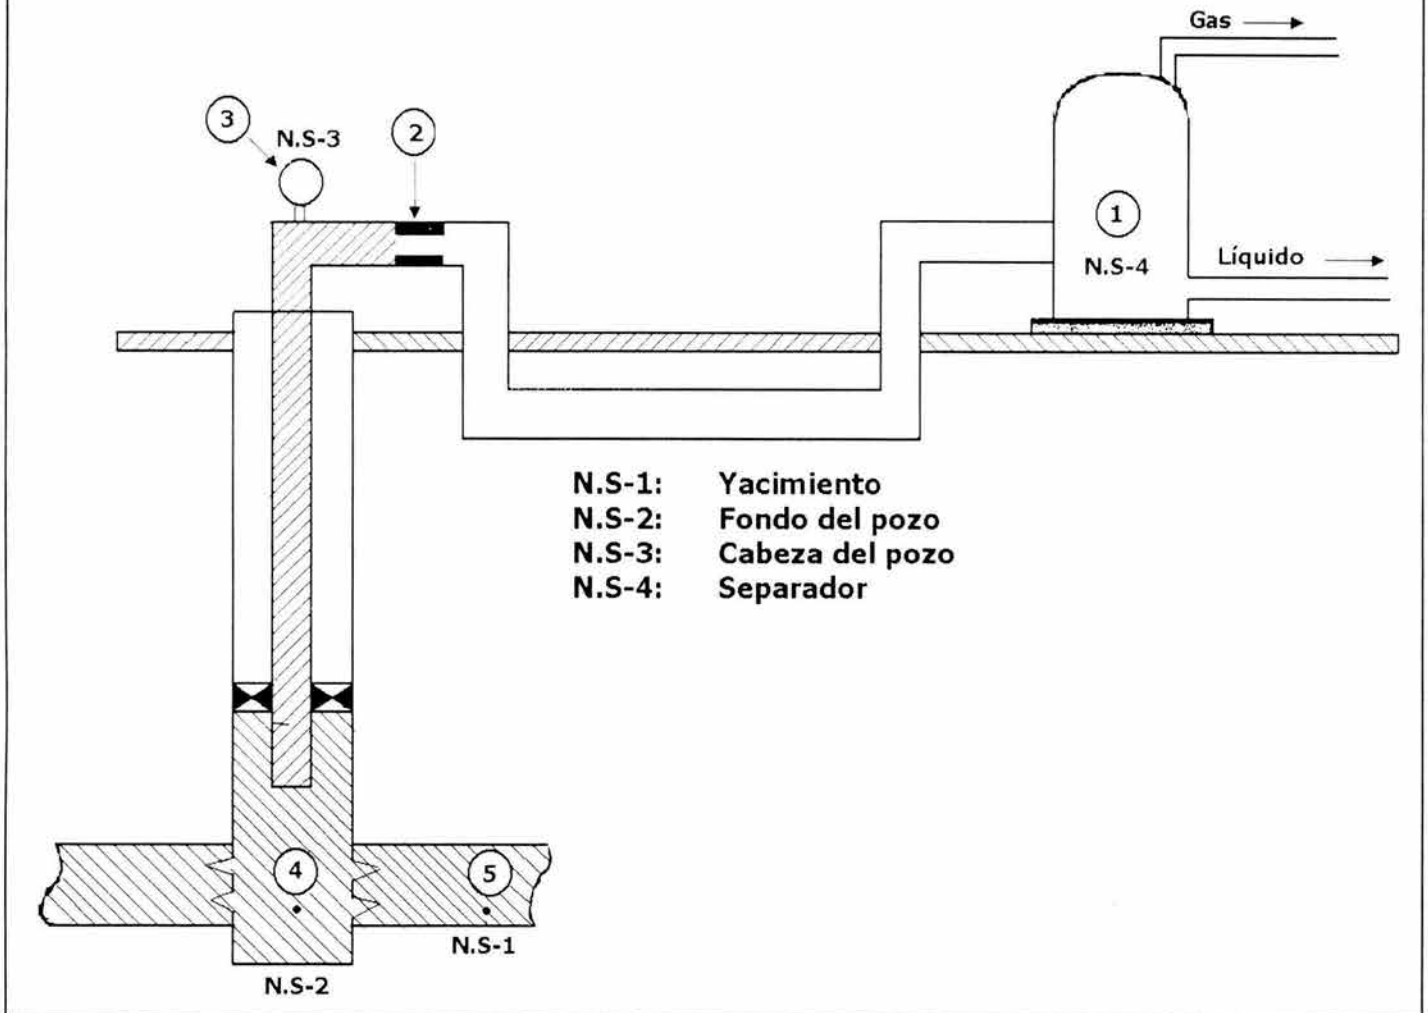 Gas
3
N.S-3
2
1
N.S-4
Líquido
N.S-1: Yacimiento
N.S-2: Fondo del pozo
N.S-3: Cabeza del pozo
N.S-4: Separador
4
5
N.S-1
N.S-2